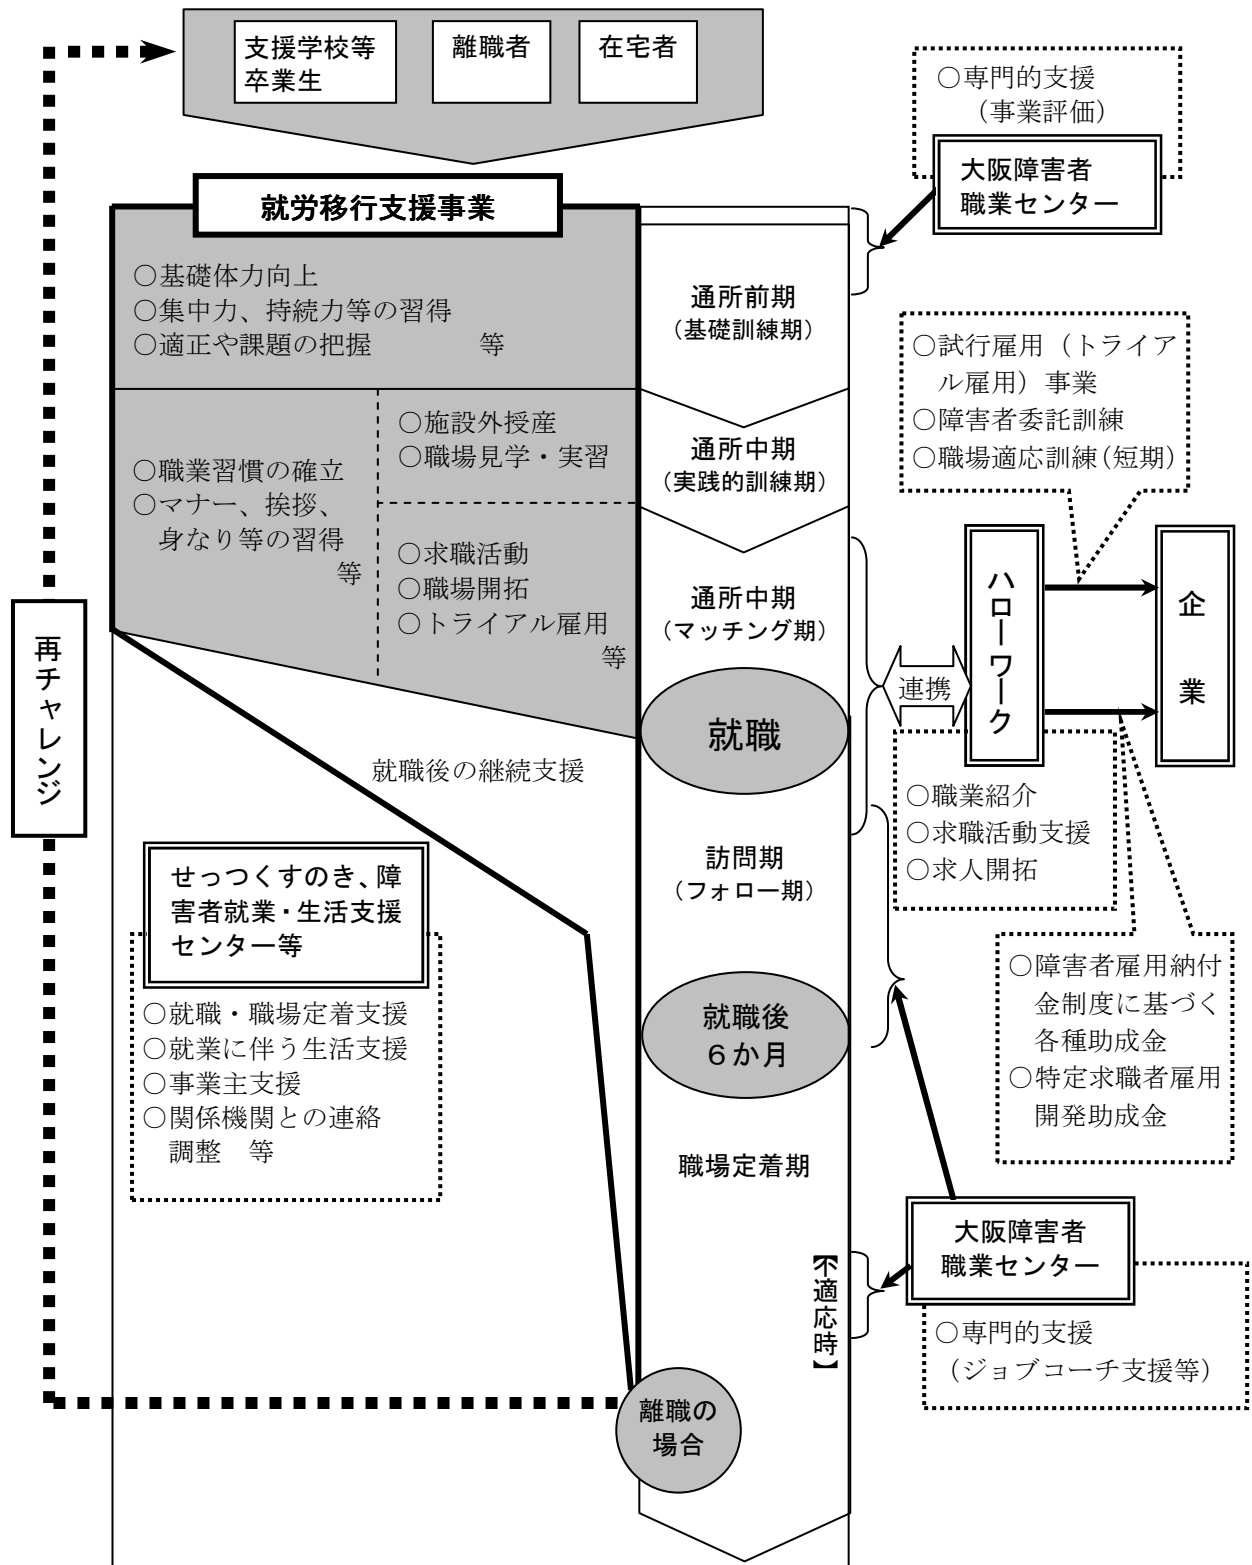 支援学校等
卒業生
離職者
在宅者
○専門的支援
（事業評価）
大阪障害者
職業センター
就労移行支援事業
○基礎体力向上
○集中力、持続力等の習得
○適正や課題の把握　　　等
通所前期
（基礎訓練期）
○試行雇用（トライア
ル雇用）事業
○障害者委託訓練
○職場適応訓練（短期）
○職業習慣の確立
○マナー、挨拶、
身なり等の習得
等
○施設外授産
○職場見学・実習
○求職活動
○職場開拓
○トライアル雇用
等
通所中期
（実践的訓練期）
通所中期
（マッチング期）
連携
ハローワーク
企業
再チャレンジ
就職
就職後の継続支援
○職業紹介
○求職活動支援
○求人開拓
訪問期
（フォロー期）
せっつくすのき、障
害者就業・生活支援
センター等
○就職・職場定着支援
○就業に伴う生活支援
○事業主支援
○関係機関との連絡
調整　等
就職後
６か月
○障害者雇用納付
金制度に基づく
各種助成金
○特定求職者雇用
開発助成金
職場定着期
【不適応時】
大阪障害者
職業センター
○専門的支援
（ジョブコーチ支援等）
離職の
場合